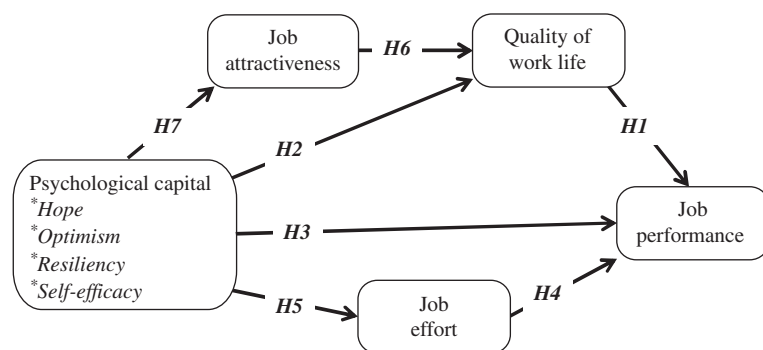 Job
attractiveness
H6
Quality of
work life
H7
H2
H1
Psychological capital
*Hope
*Optimism
*Resiliency
*Self-efficacy
H3
Job
performance
H5
Job
effort
H4